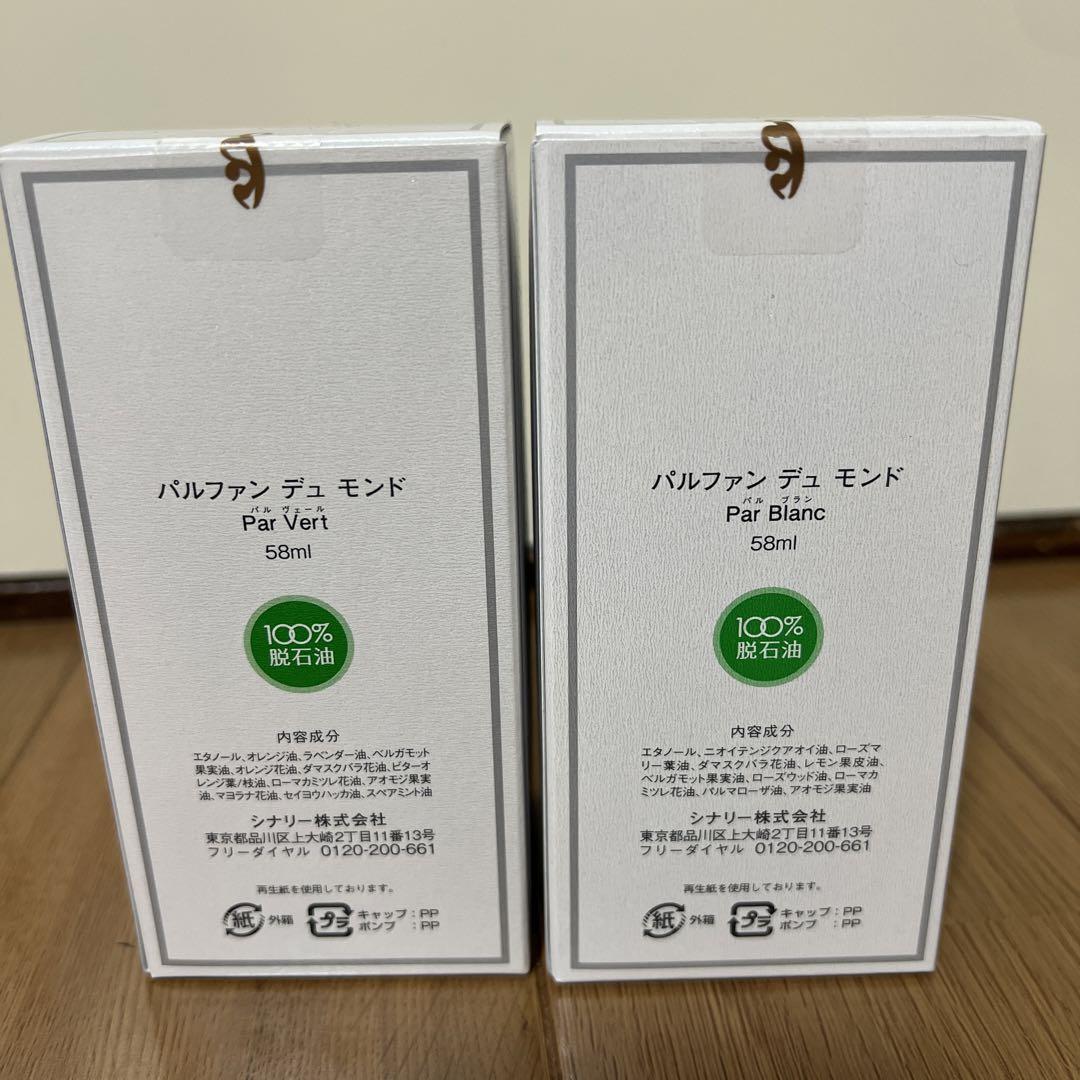 パルファン デュ モンド
パル ヴェール
Par Vert
58ml
100%
脱石油
内容成分
エタノール、オレンジ油、ラベンダー油、ベルガモット
果実油、オレンジ花油、ダマスクバラ花油、ビターオ
レンジ葉/枝油、ローマカミツレ花油、アオモジ果実
油、マヨラナ花油、セイヨウハッカ油、スペアミント油
シナリー株式会社
東京都品川区上大崎2丁目11番13号
フリーダイヤル 0120-200-661
再生紙を使用しております。
紙 外箱 プラ キャップ:PP
ポンプ :PP
パルファン デュ モンド
パル ブラン
Par Blanc
58ml
100%
脱石油
内容成分
エタノール、ニオイテンジクアオイ油、ローズマ
リー葉油、ダマスクバラ花油、レモン果皮油、
ベルガモット果実油、ローズウッド油、ローマカ
ミツレ花油、パルマローザ油、アオモジ果実油
シナリー株式会社
東京都品川区上大崎2丁目11番13号
フリーダイヤル 0120-200-661
再生紙を使用しております。
紙 外箱 プラ キャップ:PP
ポンプ :PP